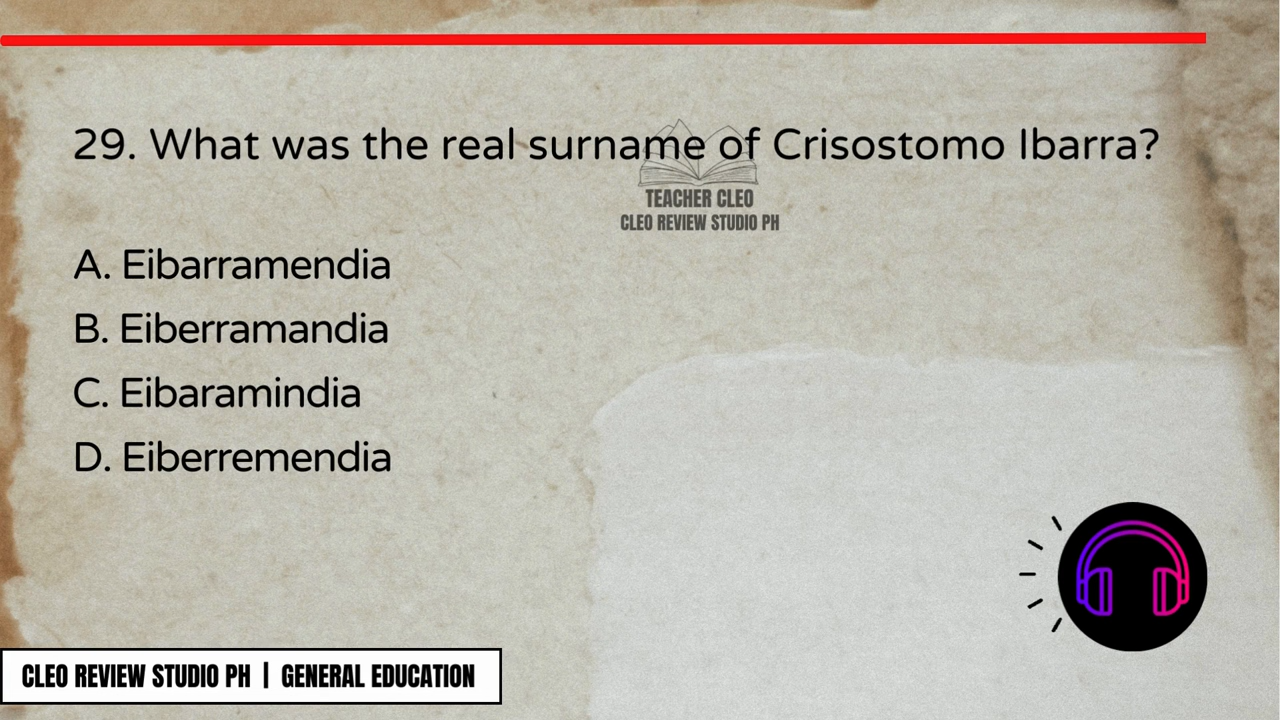 29. What was the real surname of Crisostomo Ibarra?
TEACHER CLEO
CLEO REVIEW STUDIO PH
A. Eibarramendia
B. Eiberramandia
C. Eibaramindia
D. Eiberremendia
CLEO REVIEW STUDIO PH | GENERAL EDUCATION